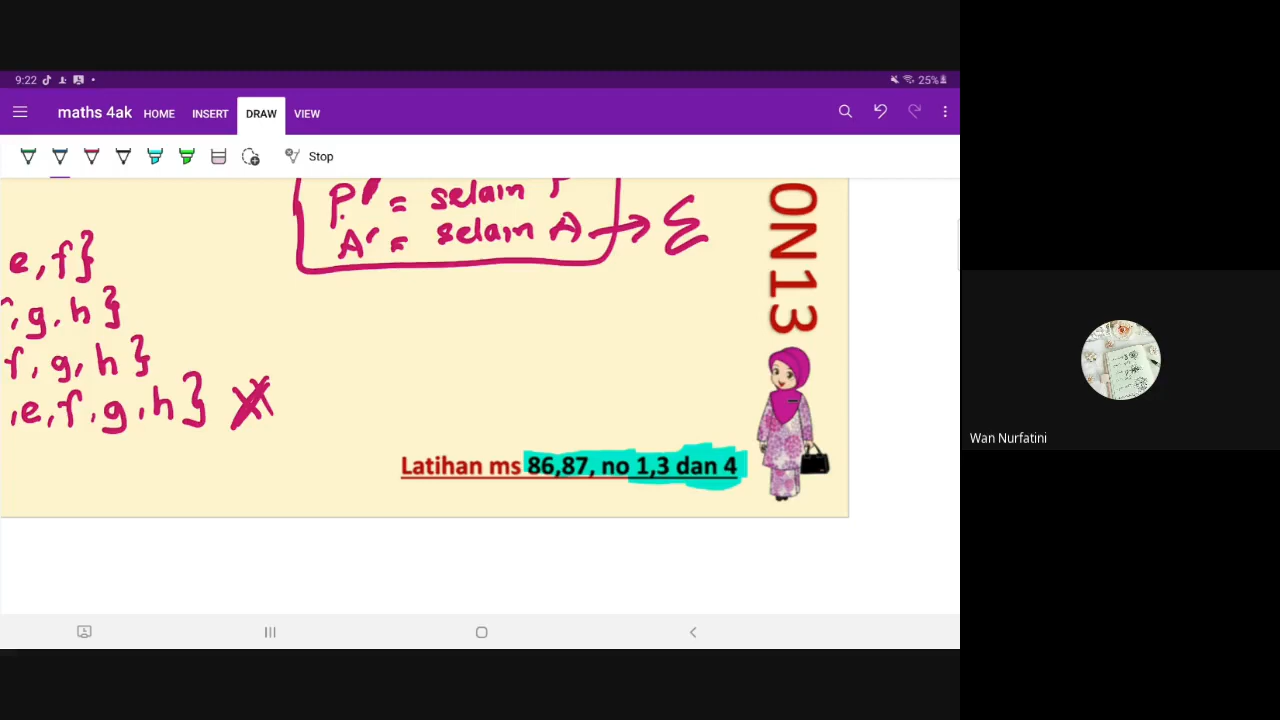 9:22
25%
maths 4ak HOME INSERT DRAW VIEW
Stop
P' = selain P
A' = selain A → ξ
e, f}
, g, h}
f, g, h}
, e, f, g, h}
ON13
Latihan ms 86,87, no 1,3 dan 4
Wan Nurfatini